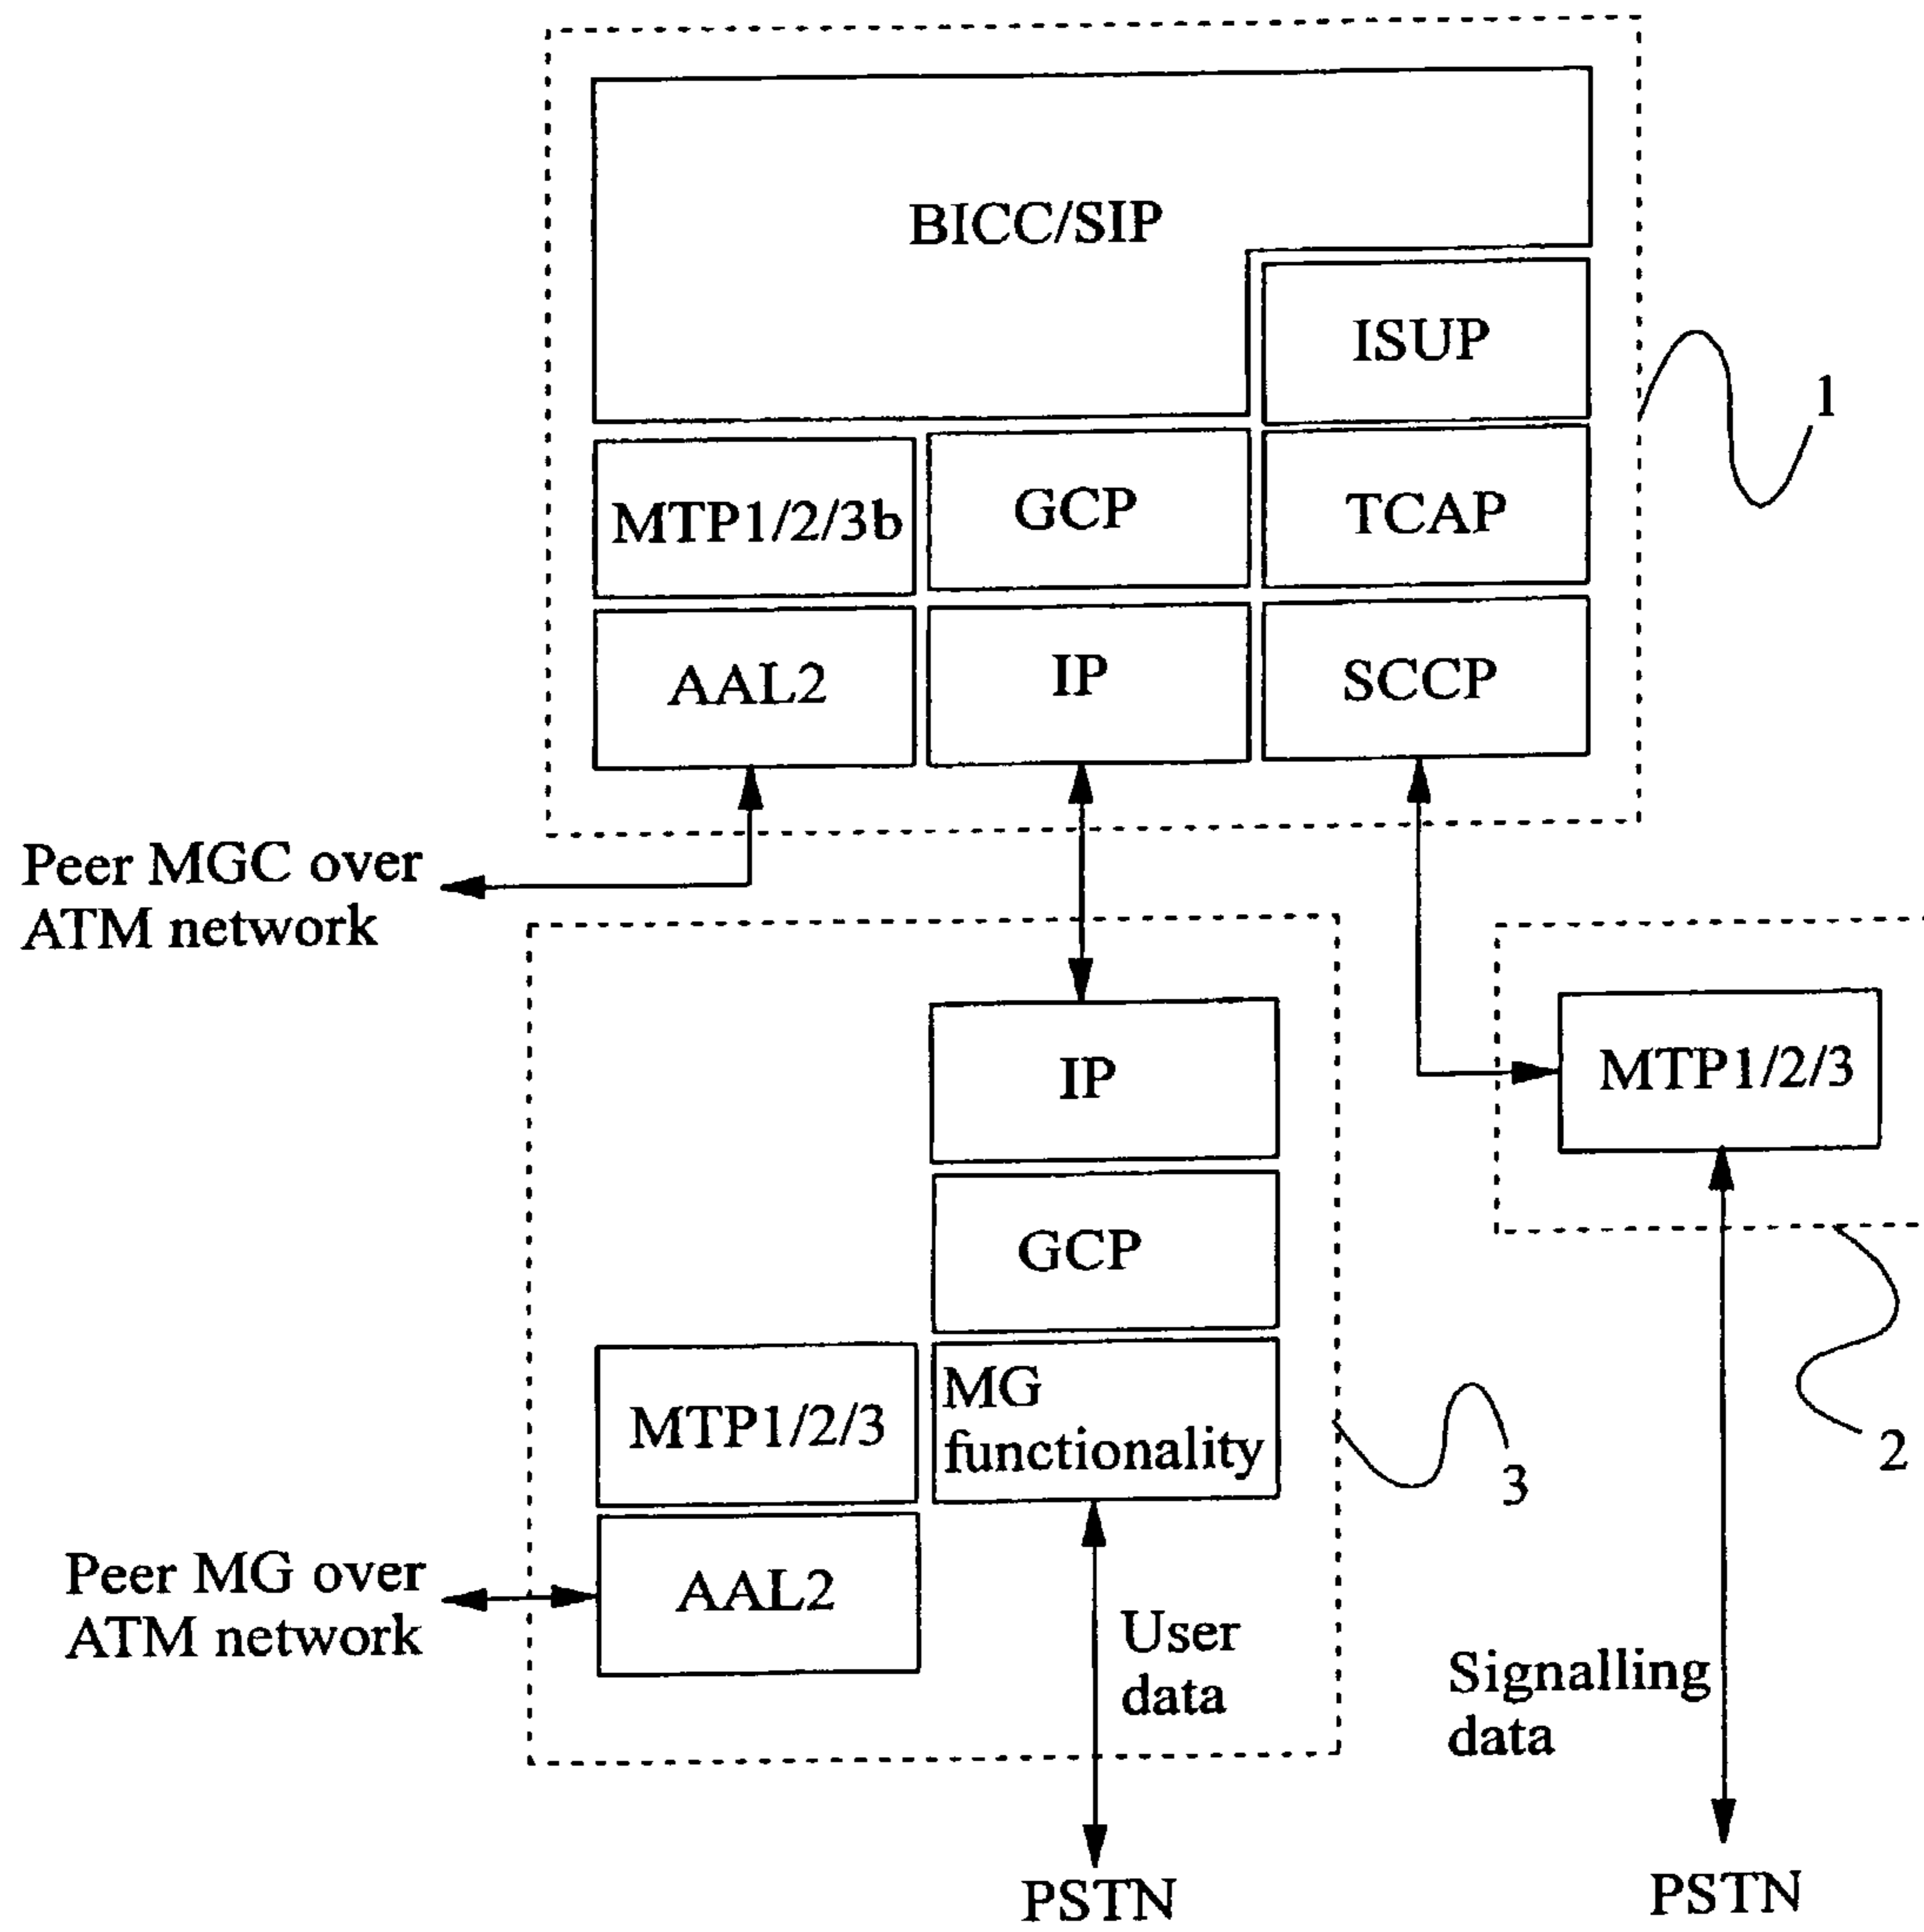 BICC/SIP
ISUP
1
MTP1/2/3b
GCP
TCAP
AAL2
IP
SCCP
Peer MGC over
ATM network
IP
MTP1/2/3
GCP
2
MTP1/2/3
MG
functionality
3
Peer MG over
ATM network
AAL2
User
data
Signalling
data
PSTN
PSTN